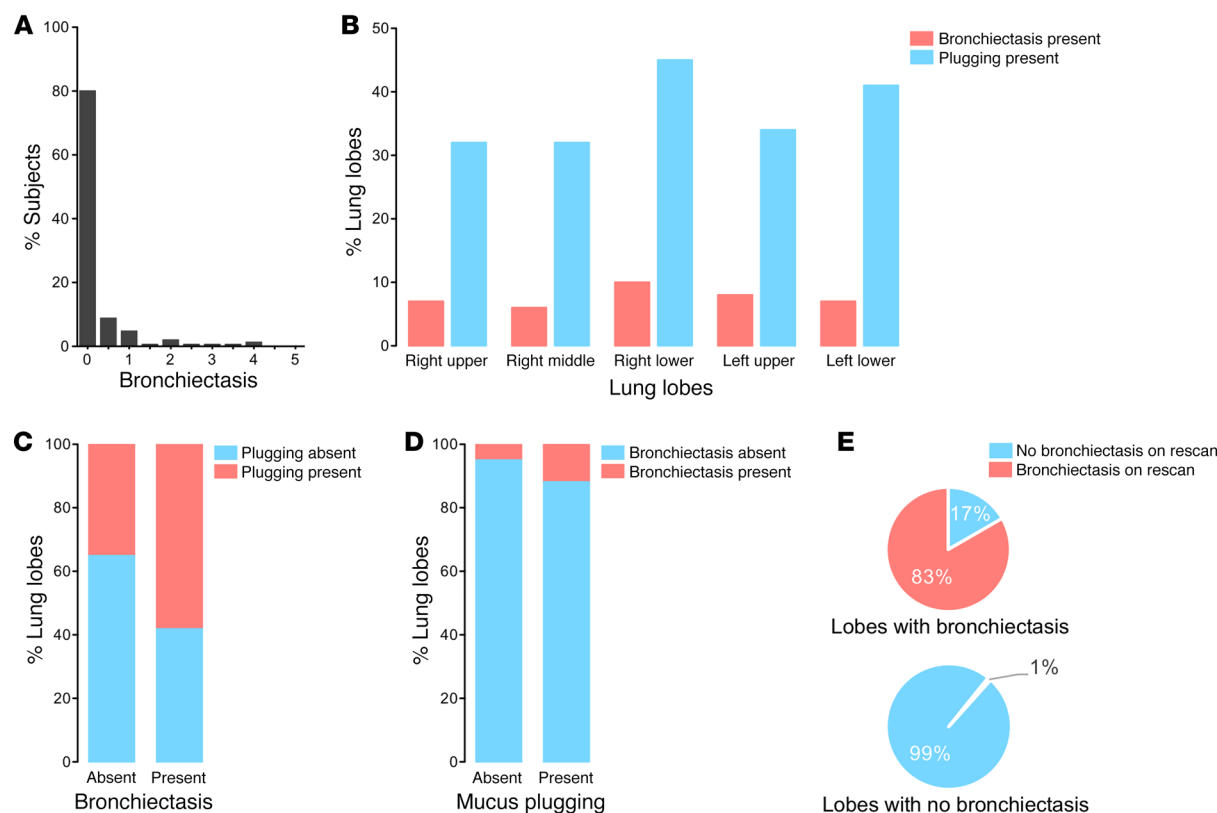 A
100
80
60
40
20
0
% Subjects
0 1 2 3 4 5
Bronchiectasis
B
50
40
30
20
10
0
% Lung lobes
Right upper Right middle Right lower Left upper Left lower
Lung lobes
Bronchiectasis present
Plugging present
C
100
80
60
40
20
0
% Lung lobes
Absent Present
Bronchiectasis
Plugging absent
Plugging present
D
100
80
60
40
20
0
% Lung lobes
Absent Present
Mucus plugging
Bronchiectasis absent
Bronchiectasis present
E
No bronchiectasis on rescan
Bronchiectasis on rescan
17%
83%
Lobes with bronchiectasis
1%
99%
Lobes with no bronchiectasis